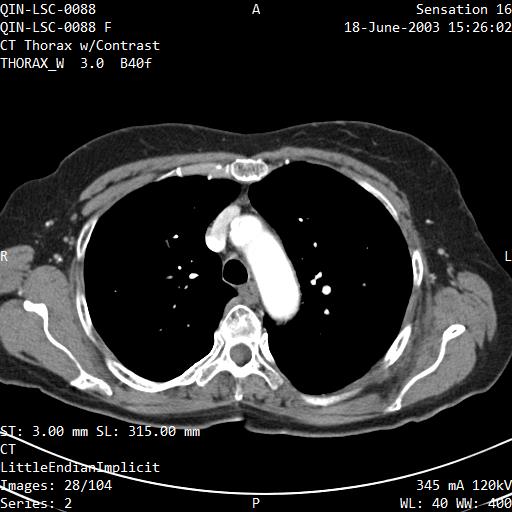 QIN-LSC-0088
A
Sensation 16
QIN-LSC-0088 F
18-June-2003 15:26:02
CT Thorax w/Contrast
THORAX_W 3.0 B40f
R
L
ST: 3.00 mm SL: 315.00 mm
CT
LittleEndianImplicit
Images: 28/104
345 mA 120kV
Series: 2
P
WL: 40 WW: 400